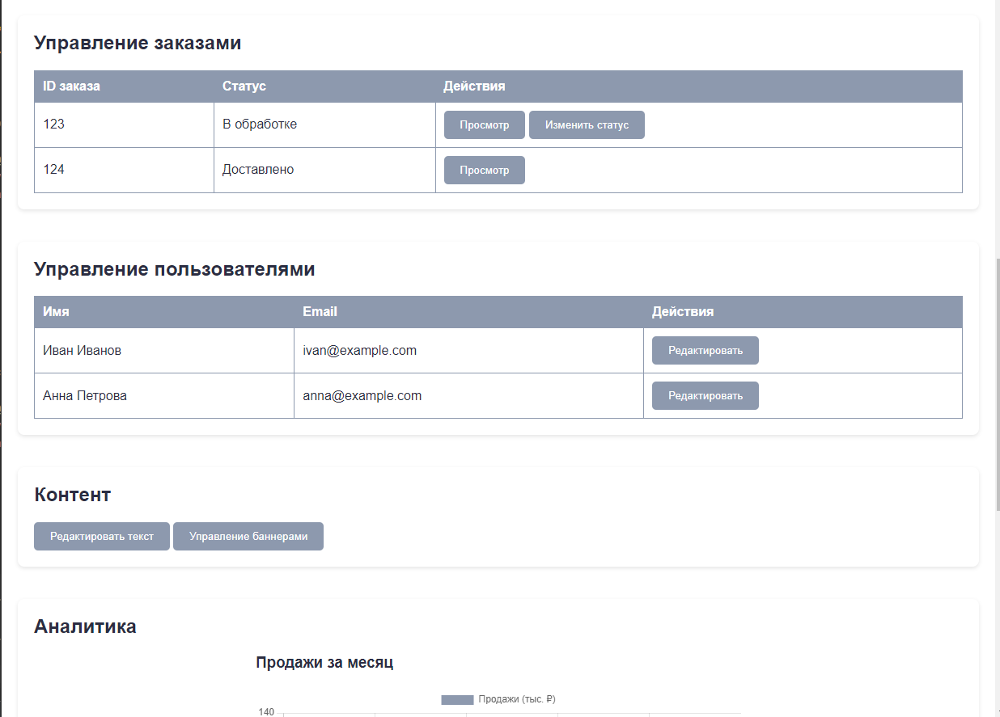 Управление заказами
ID заказа Статус Действия
123 В обработке Просмотр Изменить статус
124 Доставлено Просмотр
Управление пользователями
Имя Email Действия
Иван Иванов ivan@example.com Редактировать
Анна Петрова anna@example.com Редактировать
Контент
Редактировать текст Управление баннерами
Аналитика
Продажи за месяц
Продажи (тыс. ₽)
140